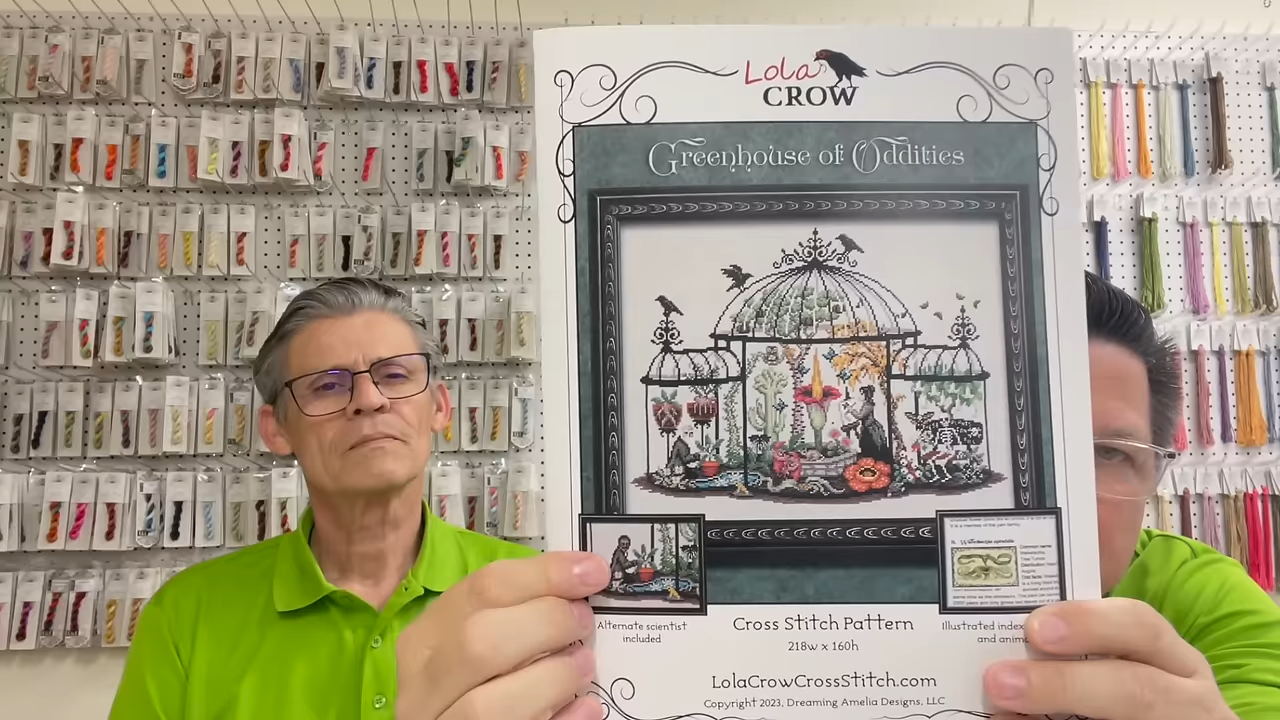 Lola
CROW
Greenhouse of Oddities
Alternate scientist
included
Cross Stitch Pattern
218w x 160h
Illustrated index
and anim
LolaCrowCrossStitch.com
Copyright 2023, Dreaming Amelia Designs, LLC